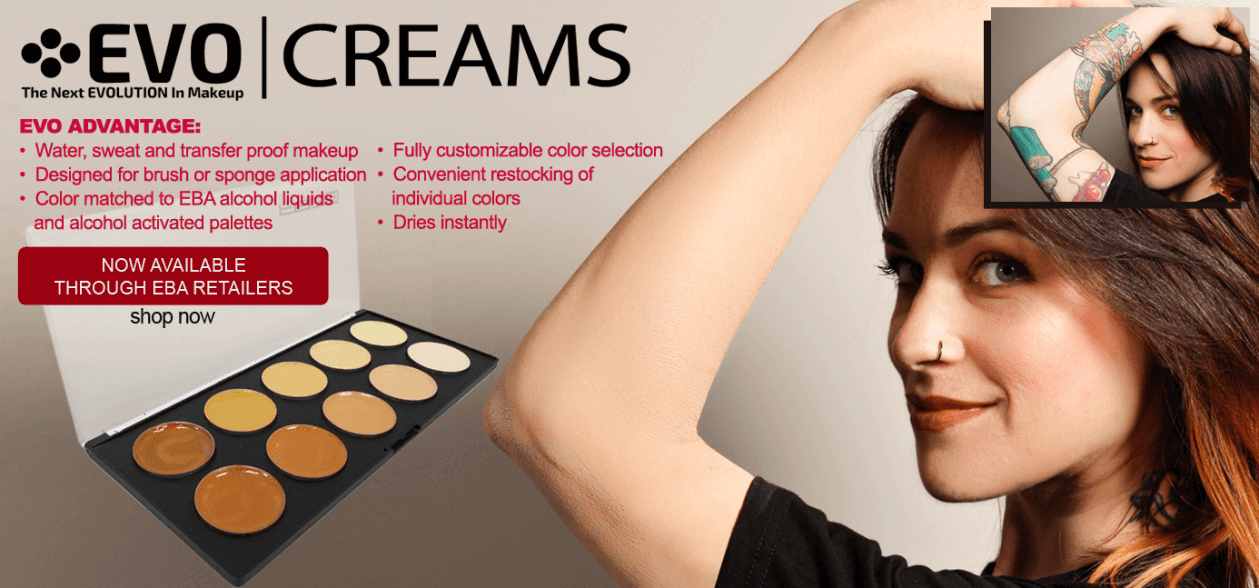 EVO | CREAMS
The Next EVOLUTION In Makeup
EVO ADVANTAGE:
• Water, sweat and transfer proof makeup
• Designed for brush or sponge application
• Color matched to EBA alcohol liquids
and alcohol activated palettes
• Fully customizable color selection
• Convenient restocking of
individual colors
• Dries instantly
NOW AVAILABLE
THROUGH EBA RETAILERS
shop now